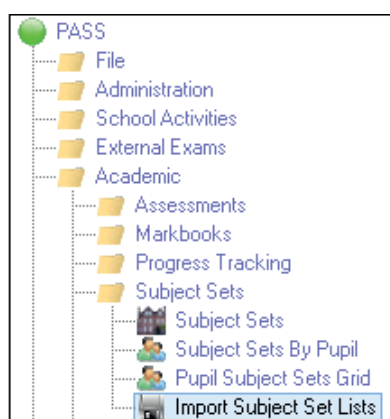 PASS
File
Administration
School Activities
External Exams
Academic
Assessments
Markbooks
Progress Tracking
Subject Sets
Subject Sets
Subject Sets By Pupil
Pupil Subject Sets Grid
Import Subject Set Lists